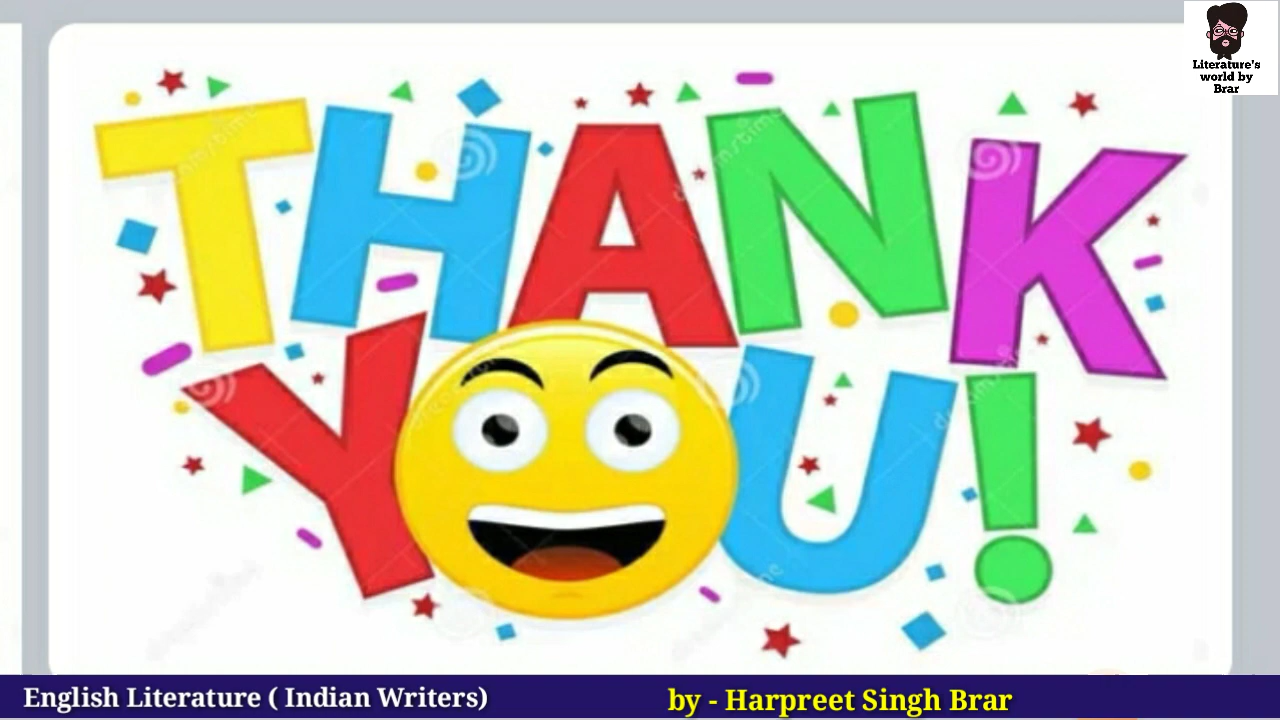 Literature's
world by
Brar
THANK
YOU!
English Literature ( Indian Writers)
by - Harpreet Singh Brar